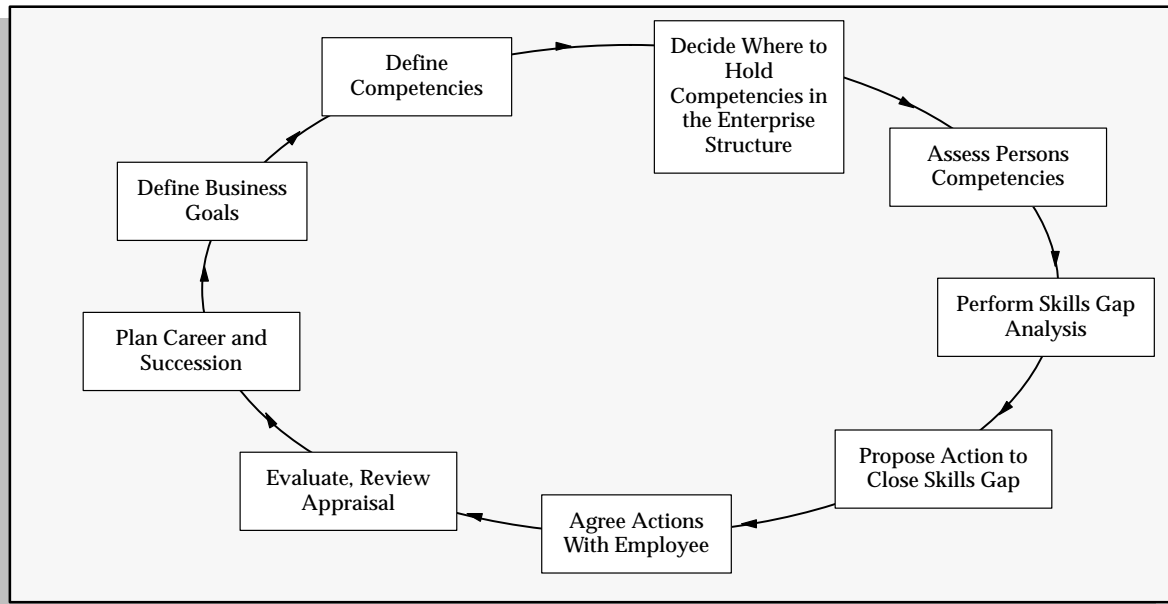 Define
Competencies
Decide Where to
Hold
Competencies in
the Enterprise
Structure
Assess Persons
Competencies
Perform Skills Gap
Analysis
Propose Action to
Close Skills Gap
Agree Actions
With Employee
Evaluate, Review
Appraisal
Plan Career and
Succession
Define Business
Goals